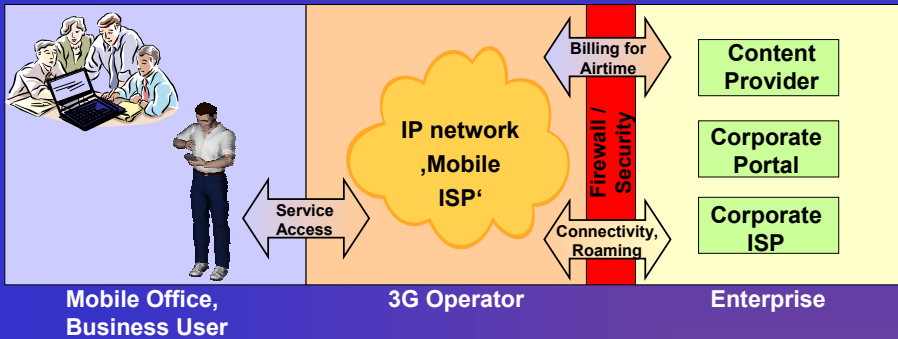 Billing for
Airtime
Content
Provider
IP network
‚Mobile
ISP‘
Firewall /
Security
Corporate
Portal
Service
Access
Connectivity,
Roaming
Corporate
ISP
Mobile Office,
Business User
3G Operator
Enterprise